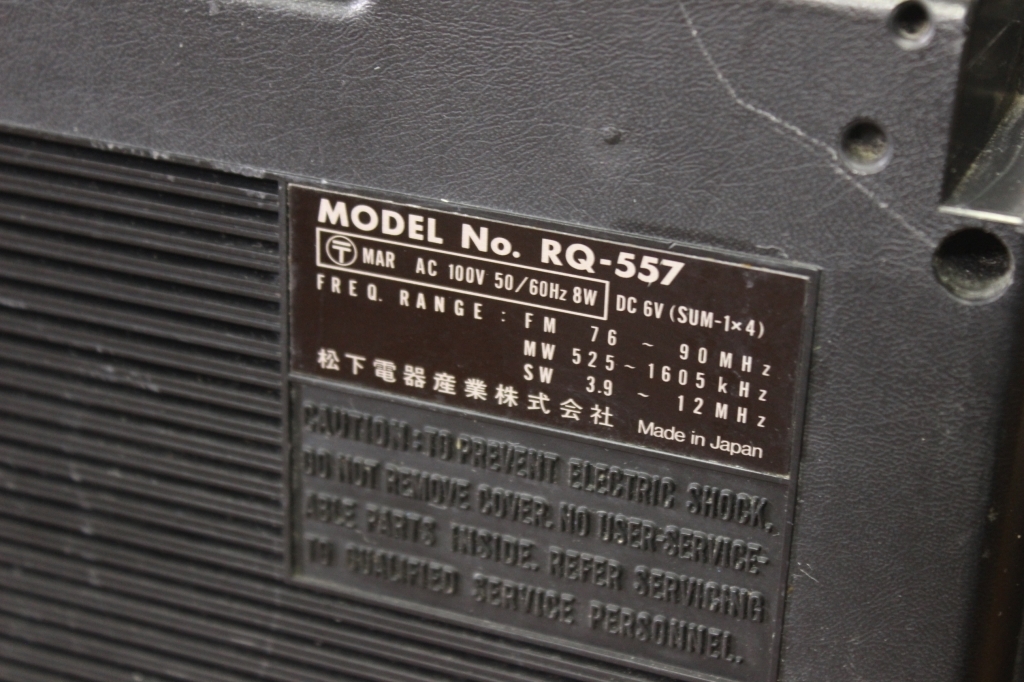 MODEL No. RQ-557
〒 MAR AC 100V 50/60Hz 8W DC 6V (SUM-1×4)
FREQ. RANGE : FM 76 ~ 90MHz
MW 525 ~ 1605kHz
SW 3.9 ~ 12MHz
松下電器産業株式会社 Made in Japan
CAUTION: TO PREVENT ELECTRIC SHOCK,
DO NOT REMOVE COVER. NO USER-SERVICE-
ABLE PARTS INSIDE. REFER SERVICING
TO QUALIFIED SERVICE PERSONNEL.